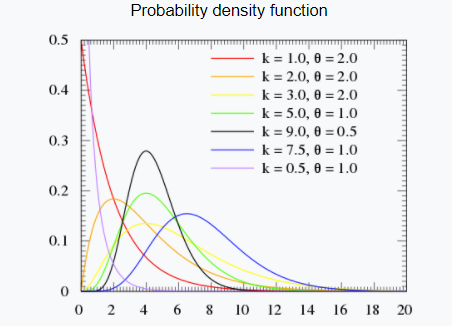 Probability density function
0.5
0.4
0.3
0.2
0.1
0
k = 1.0, θ = 2.0
k = 2.0, θ = 2.0
k = 3.0, θ = 2.0
k = 5.0, θ = 1.0
k = 9.0, θ = 0.5
k = 7.5, θ = 1.0
k = 0.5, θ = 1.0
0 2 4 6 8 10 12 14 16 18 20